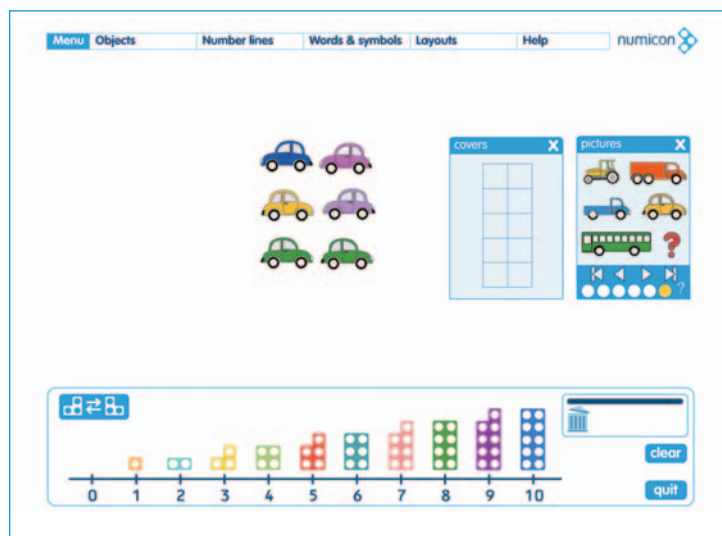 Menu Objects Number lines Words & symbols Layouts Help numicon
covers X pictures X
?
?
clear
0 1 2 3 4 5 6 7 8 9 10
quit